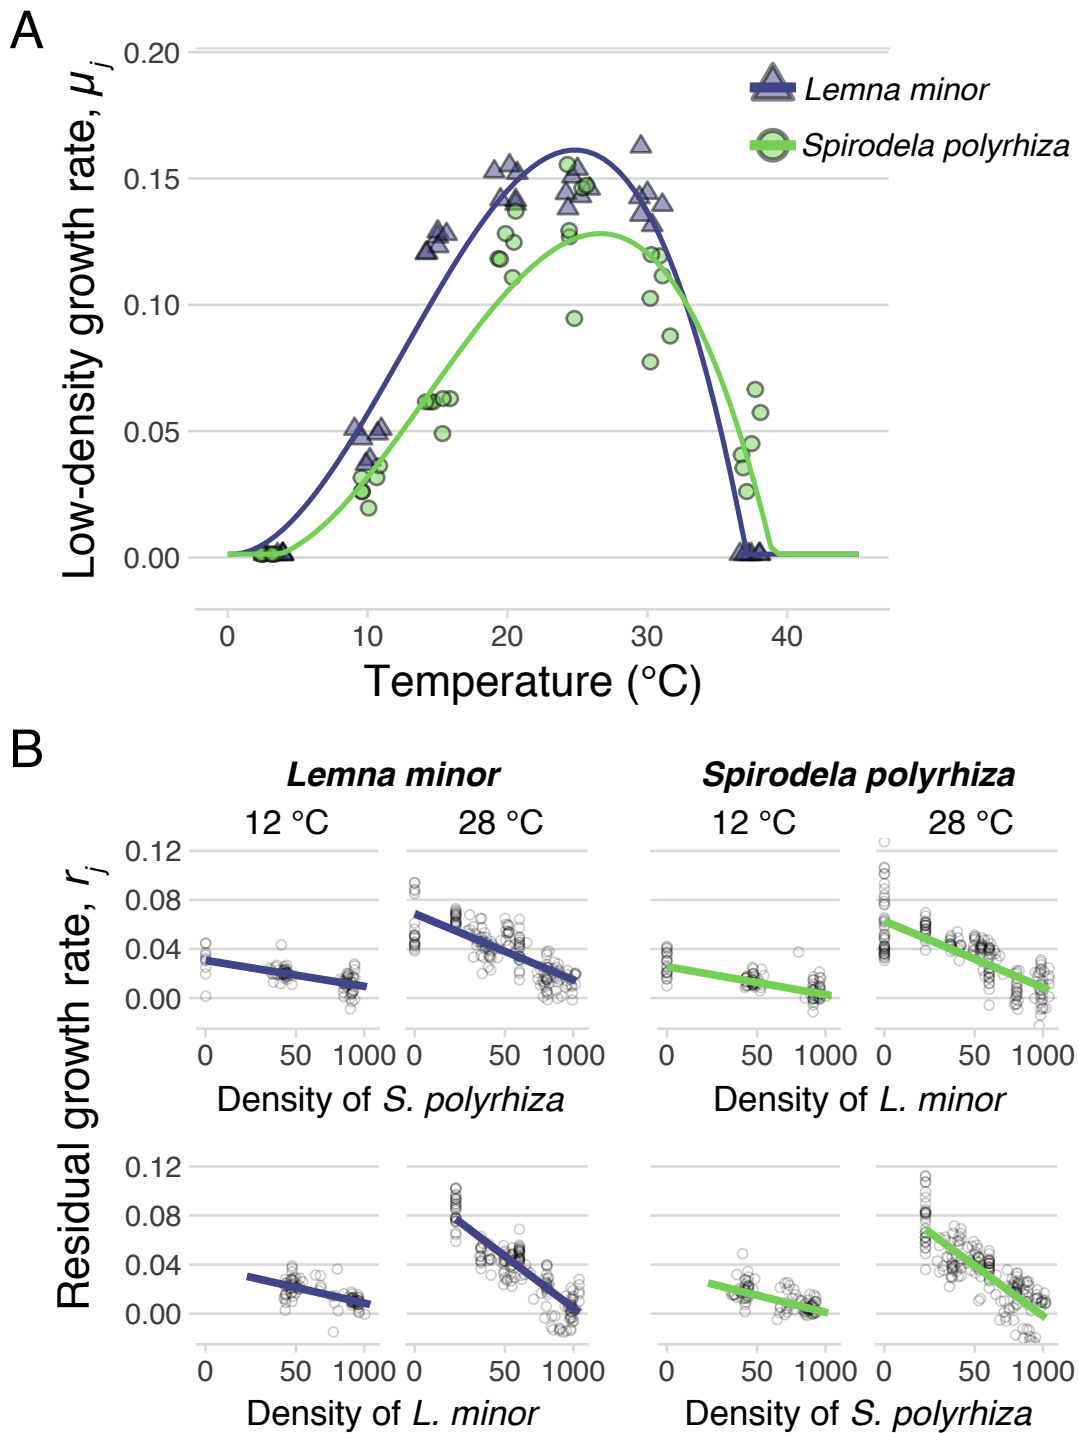 A
Low-density growth rate, μj
0.20
0.15
0.10
0.05
0.00
Lemna minor
Spirodela polyrhiza
0 10 20 30 40
Temperature (°C)
B
Lemna minor Spirodela polyrhiza
12 °C 28 °C 12 °C 28 °C
Residual growth rate, rj
0.12
0.08
0.04
0.00
0 50 1000 0 50 1000 0 50 1000 0 50 1000
Density of S. polyrhiza Density of L. minor
0.12
0.08
0.04
0.00
0 50 1000 0 50 1000 0 50 1000 0 50 1000
Density of L. minor Density of S. polyrhiza